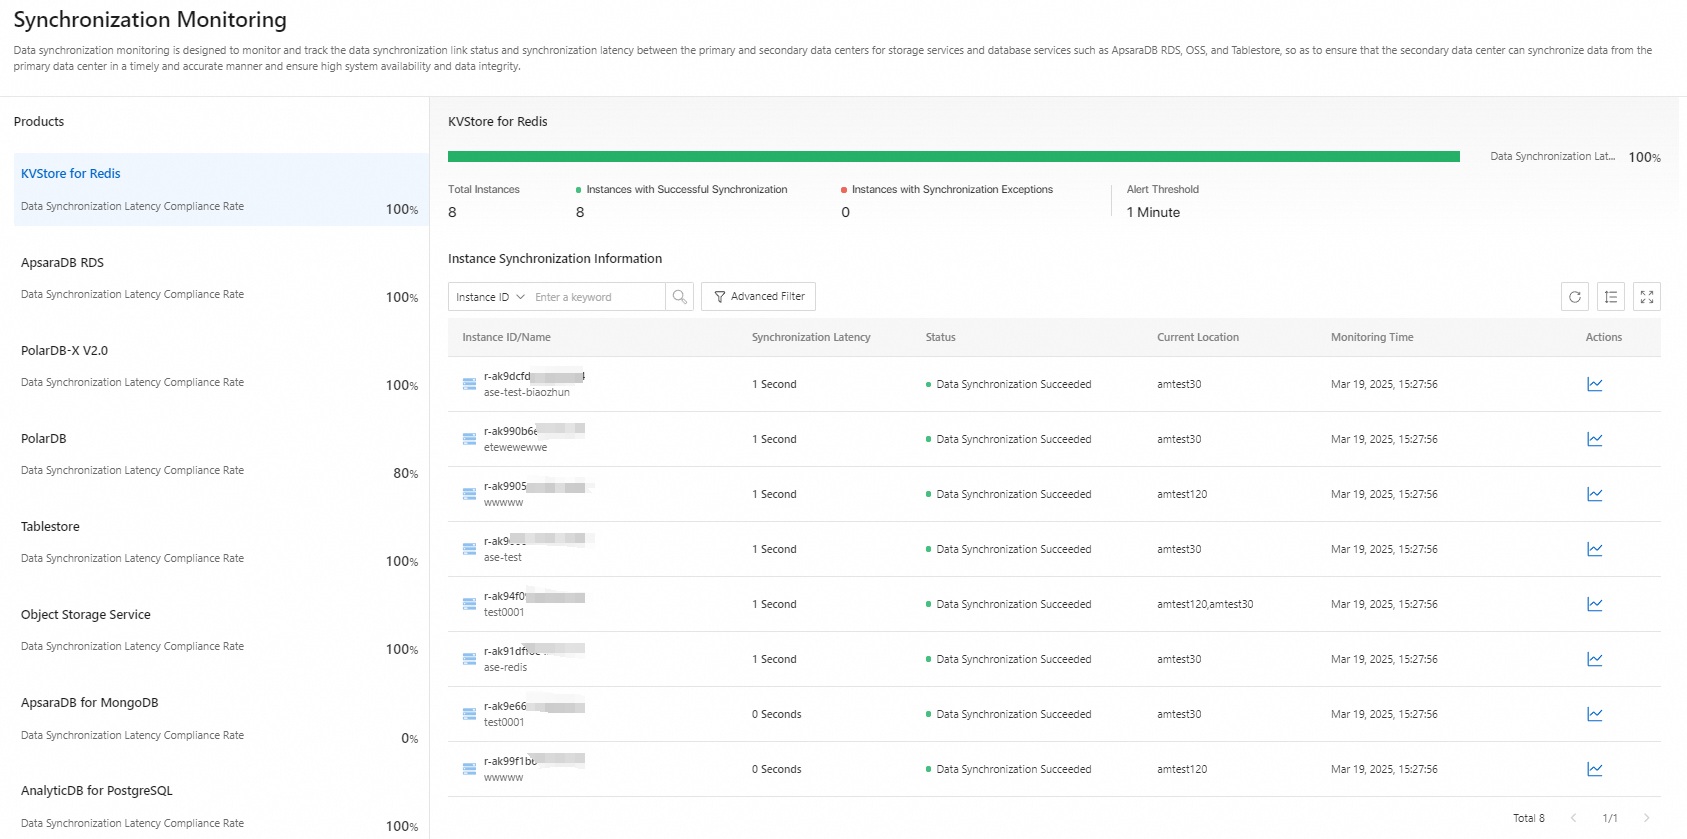 Synchronization Monitoring
Data synchronization monitoring is designed to monitor and track the data synchronization link status and synchronization latency between the primary and secondary data centers for storage services and database services such as ApsaraDB RDS, OSS, and Tablestore, so as to ensure that the secondary data center can synchronize data from the
primary data center in a timely and accurate manner and ensure high system availability and data integrity.
Products
KVStore for Redis
Data Synchronization Latency Compliance Rate 100%
ApsaraDB RDS
Data Synchronization Latency Compliance Rate 100%
PolarDB-X V2.0
Data Synchronization Latency Compliance Rate 100%
PolarDB
Data Synchronization Latency Compliance Rate 80%
Tablestore
Data Synchronization Latency Compliance Rate 100%
Object Storage Service
Data Synchronization Latency Compliance Rate 100%
ApsaraDB for MongoDB
Data Synchronization Latency Compliance Rate 0%
AnalyticDB for PostgreSQL
Data Synchronization Latency Compliance Rate 100%
KVStore for Redis
Data Synchronization Lat... 100%
Total Instances Instances with Successful Synchronization Instances with Synchronization Exceptions Alert Threshold
8 8 0 1 Minute
Instance Synchronization Information
Instance ID Enter a keyword Advanced Filter
Instance ID/Name Synchronization Latency Status Current Location Monitoring Time Actions
r-ak9dcfd
ase-test-biaozhun
1 Second Data Synchronization Succeeded amtest30 Mar 19, 2025, 15:27:56
r-ak990b6e
etewewewwe
1 Second Data Synchronization Succeeded amtest30 Mar 19, 2025, 15:27:56
r-ak9905
wwwww
1 Second Data Synchronization Succeeded amtest120 Mar 19, 2025, 15:27:56
r-ak9
ase-test
1 Second Data Synchronization Succeeded amtest30 Mar 19, 2025, 15:27:56
r-ak94f0
test0001
1 Second Data Synchronization Succeeded amtest120,amtest30 Mar 19, 2025, 15:27:56
r-ak91df
ase-redis
1 Second Data Synchronization Succeeded amtest30 Mar 19, 2025, 15:27:56
r-ak9e66
test0001
0 Seconds Data Synchronization Succeeded amtest30 Mar 19, 2025, 15:27:56
r-ak99f1b
wwwww
0 Seconds Data Synchronization Succeeded amtest120 Mar 19, 2025, 15:27:56
Total 8 1/1